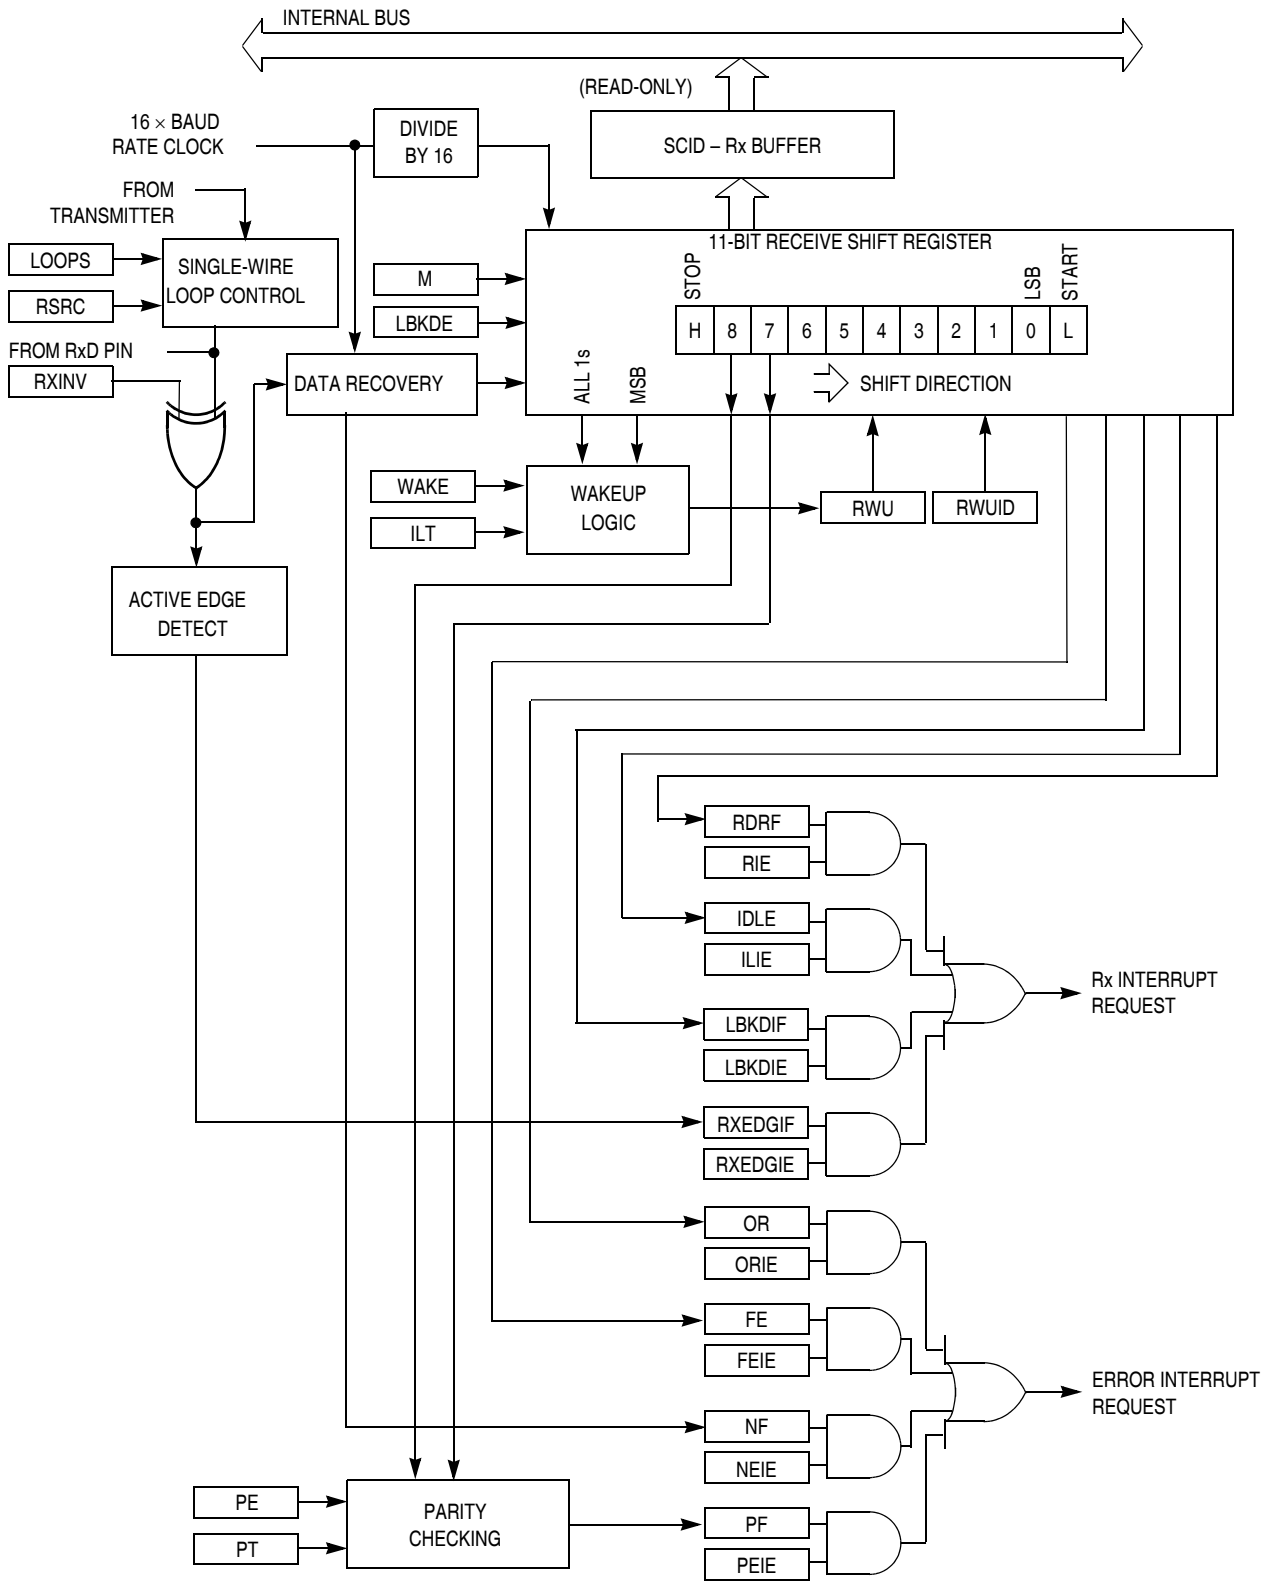 INTERNAL BUS
(READ-ONLY)
16 × BAUD
RATE CLOCK
DIVIDE
BY 16
SCID – Rx BUFFER
FROM
TRANSMITTER
11-BIT RECEIVE SHIFT REGISTER
LOOPS
SINGLE-WIRE
LOOP CONTROL
RSRC
M
LBKDE
STOP
LSB
START
H 8 7 6 5 4 3 2 1 0 L
FROM RxD PIN
RXINV
DATA RECOVERY
ALL 1s
MSB
SHIFT DIRECTION
WAKE
ILT
WAKEUP
LOGIC
RWU
RWUID
ACTIVE EDGE
DETECT
RDRF
RIE
IDLE
ILIE
Rx INTERRUPT
REQUEST
LBKDIF
LBKDIE
RXEDGIF
RXEDGIE
OR
ORIE
FE
FEIE
ERROR INTERRUPT
REQUEST
NF
NEIE
PE
PT
PARITY
CHECKING
PF
PEIE